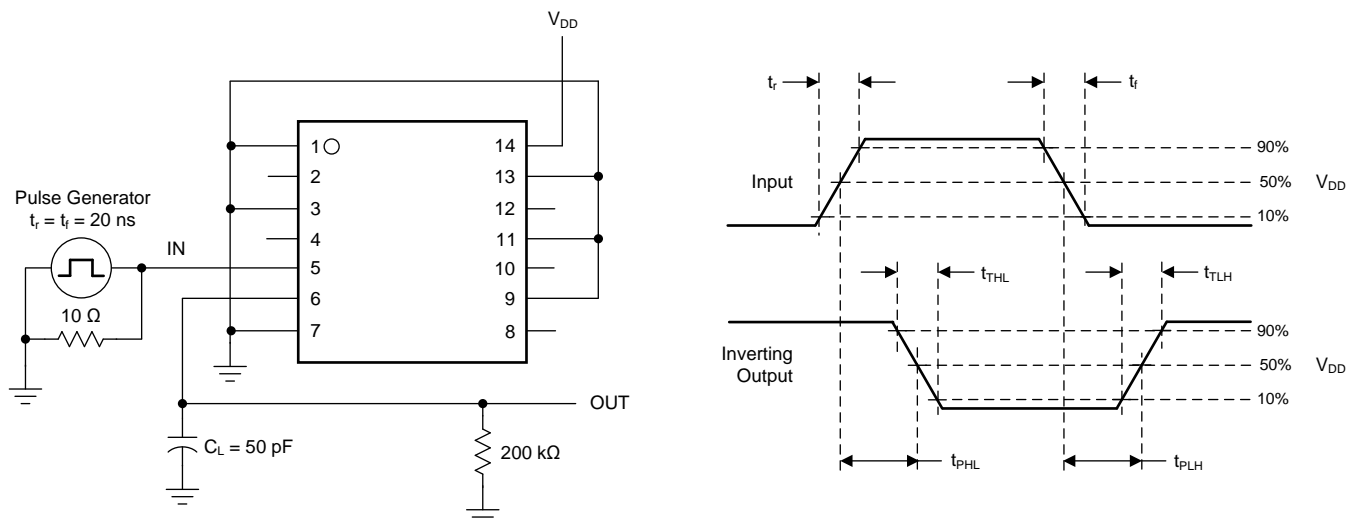 V_DD
1
14
2
13
3
12
4
11
5
10
6
9
7
8
Pulse Generator
t_r = t_f = 20 ns
IN
10 Ω
OUT
C_L = 50 pF
200 kΩ
t_r
t_f
Input
90%
50%
V_DD
10%
t_THL
t_TLH
Inverting
Output
90%
50%
V_DD
10%
t_PHL
t_PLH